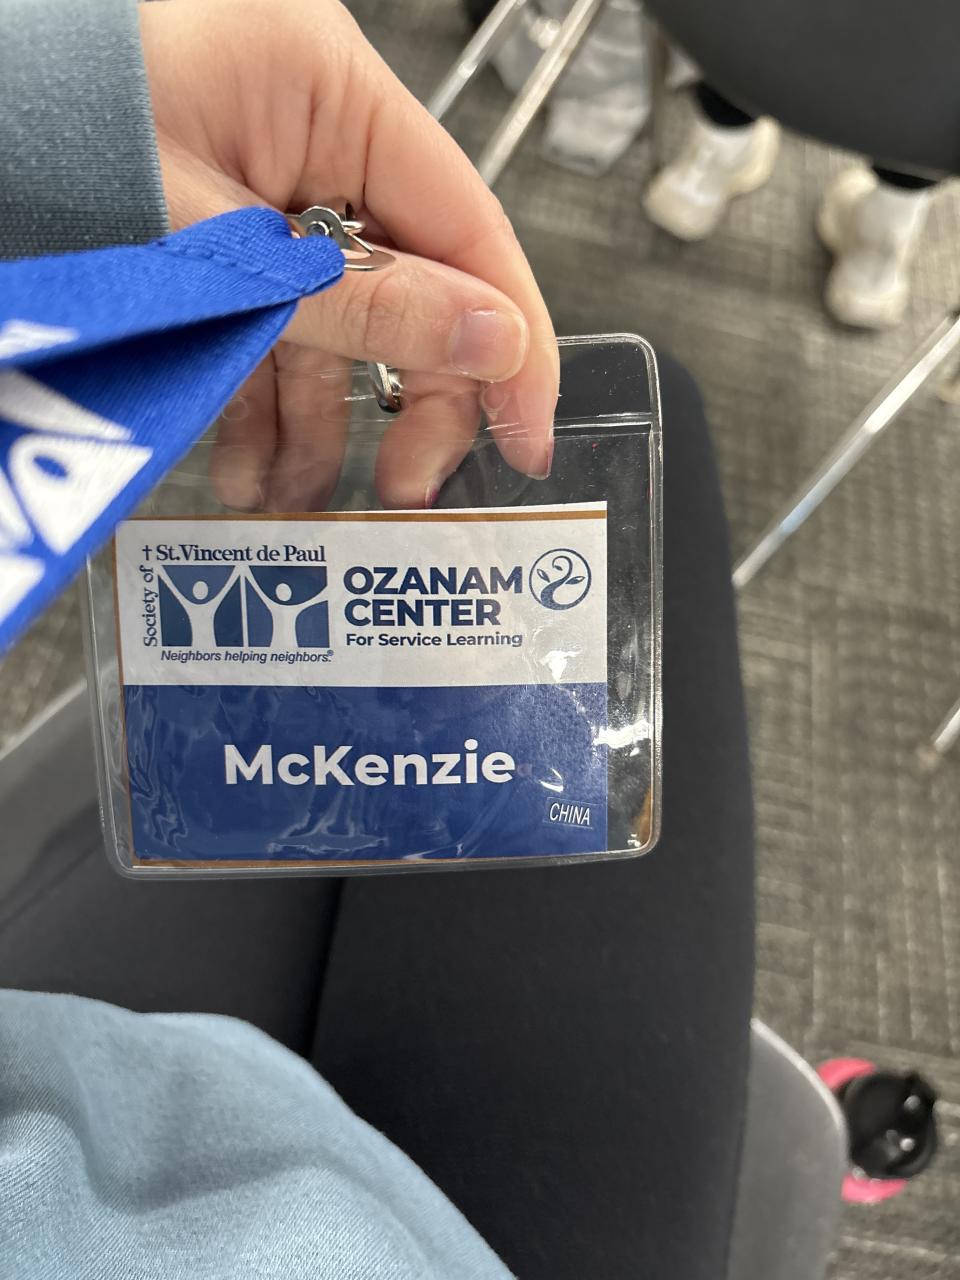 † St.Vincent de Paul
Society of
OZANAM
CENTER
For Service Learning
Neighbors helping neighbors.®
McKenzie
CHINA